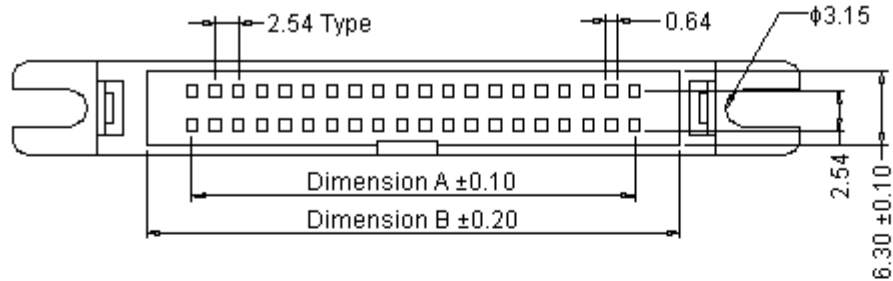 2.54 Type
0.64
ϕ3.15
Dimension A ±0.10
Dimension B ±0.20
2.54
6.30 ±0.10